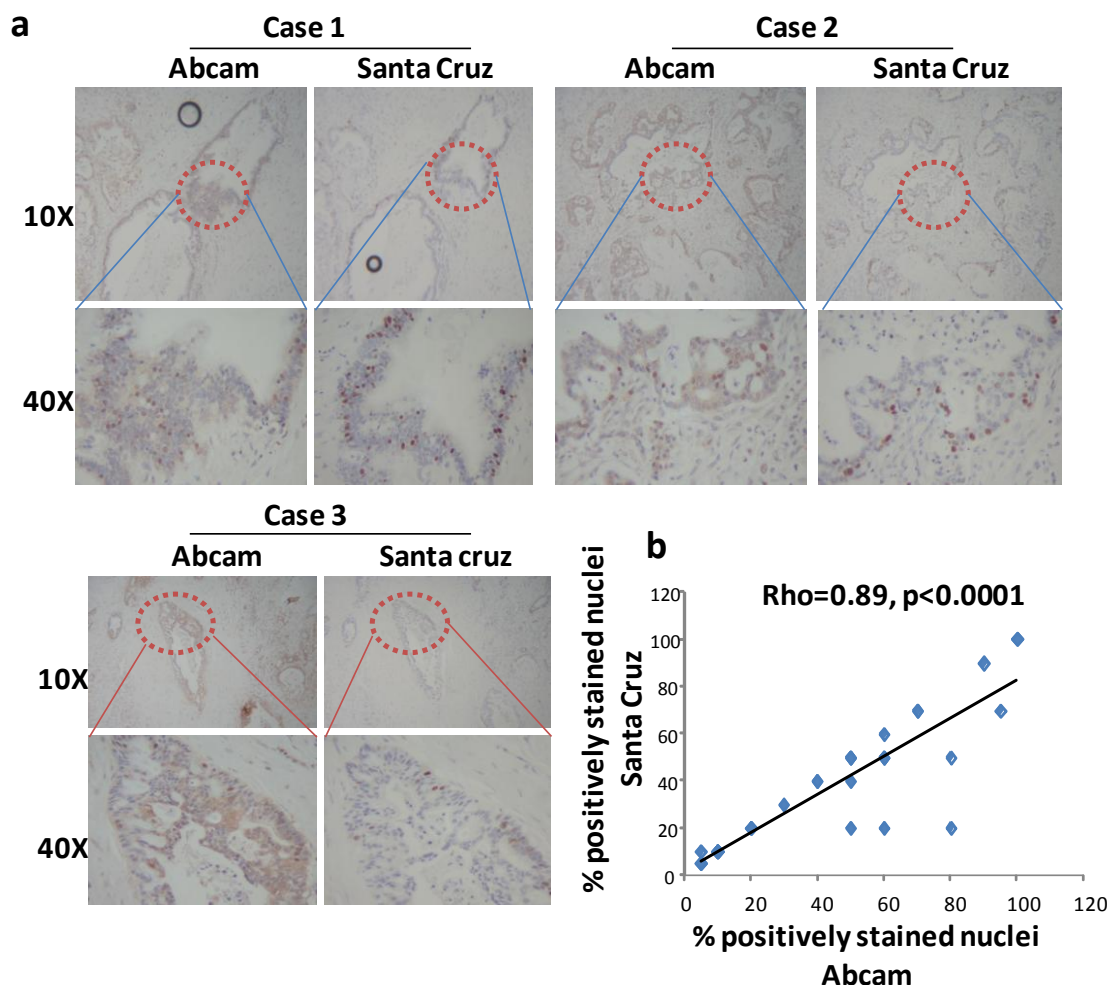 a
Case 1
Case 2
Abcam
Santa Cruz
Abcam
Santa Cruz
10X
40X
Case 3
Abcam
Santa cruz
10X
40X
b
Rho=0.89, p<0.0001
% positively stained nuclei
Santa Cruz
120
100
80
60
40
20
0
0
20
40
60
80
100
120
% positively stained nuclei
Abcam